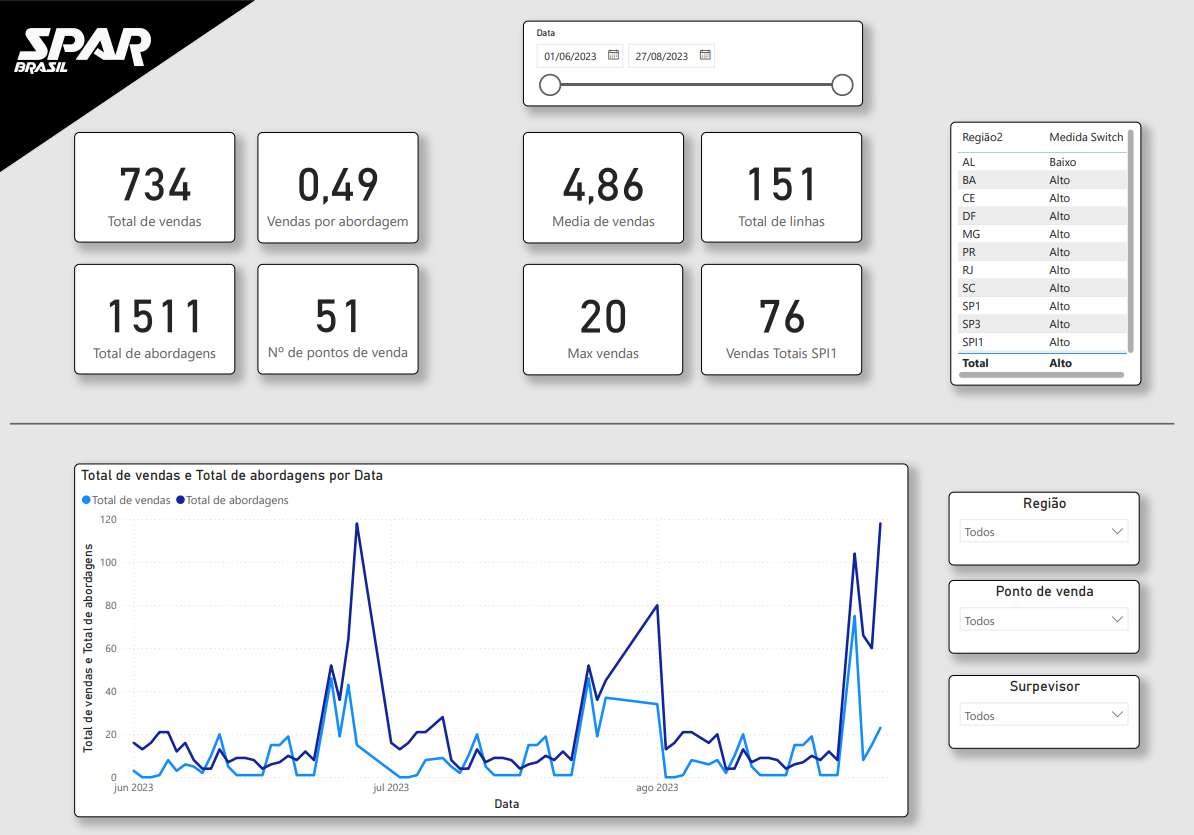 SPAR
BRASIL
Data
01/06/2023 27/08/2023
734
Total de vendas
0,49
Vendas por abordagem
4,86
Media de vendas
151
Total de linhas
1511
Total de abordagens
51
Nº de pontos de venda
20
Max vendas
76
Vendas Totais SPI1
Região2 Medida Switch
AL Baixo
BA Alto
CE Alto
DF Alto
MG Alto
PR Alto
RJ Alto
SC Alto
SP1 Alto
SP3 Alto
SPI1 Alto
Total Alto
Total de vendas e Total de abordagens por Data
Total de vendas Total de abordagens
Total de vendas e Total de abordagens
120
100
80
60
40
20
0
jun 2023 jul 2023 ago 2023
Data
Região
Todos
Ponto de venda
Todos
Surpevisor
Todos